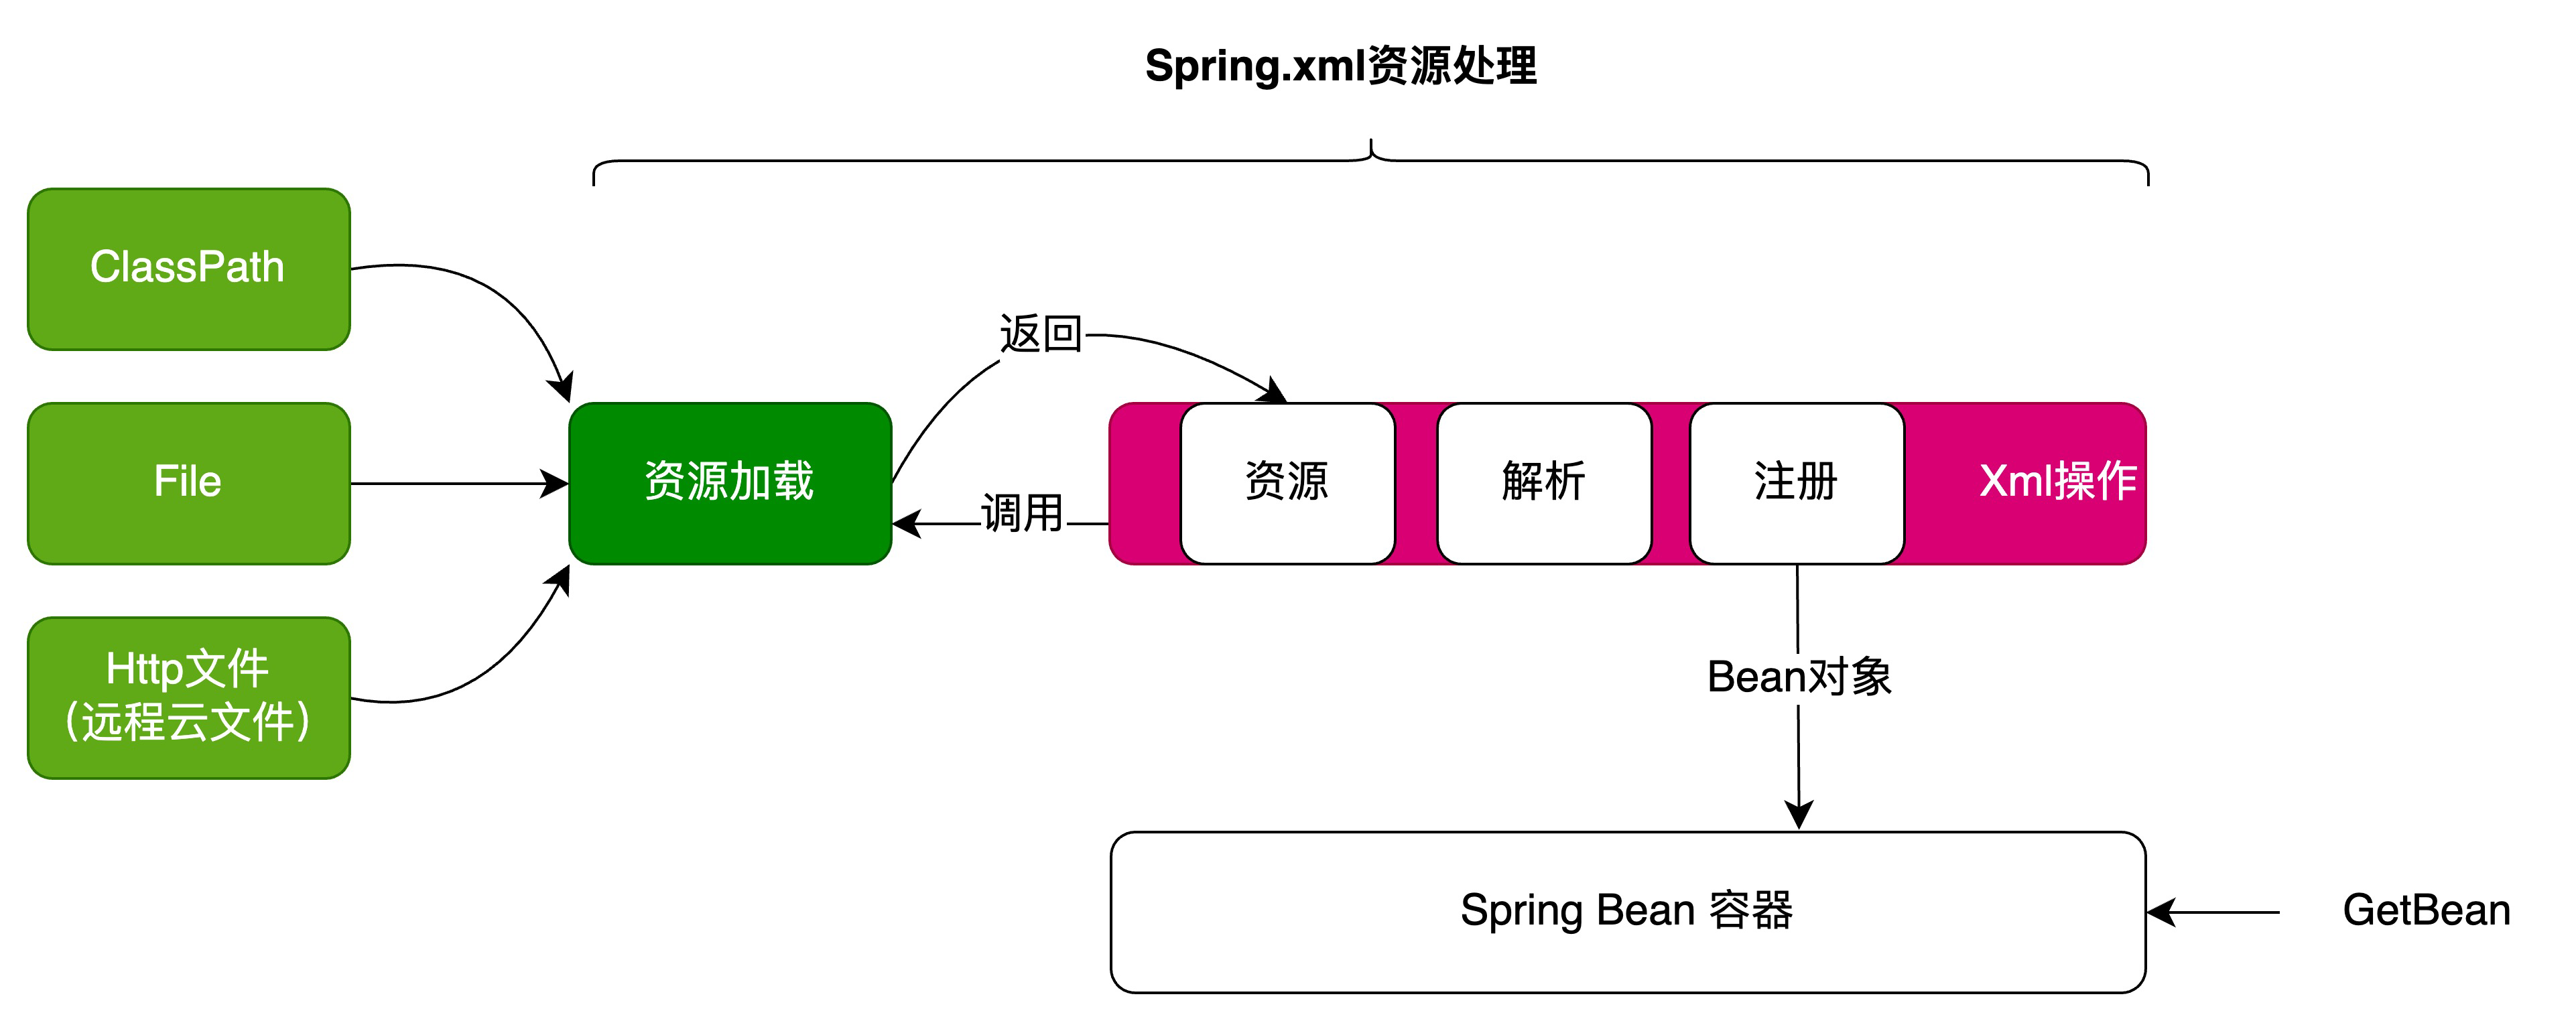 Spring.xml资源处理
ClassPath
返回
File
资源加载
调用
资源
解析
注册
Xml操作
Http文件
（远程云文件）
Bean对象
Spring Bean 容器
GetBean